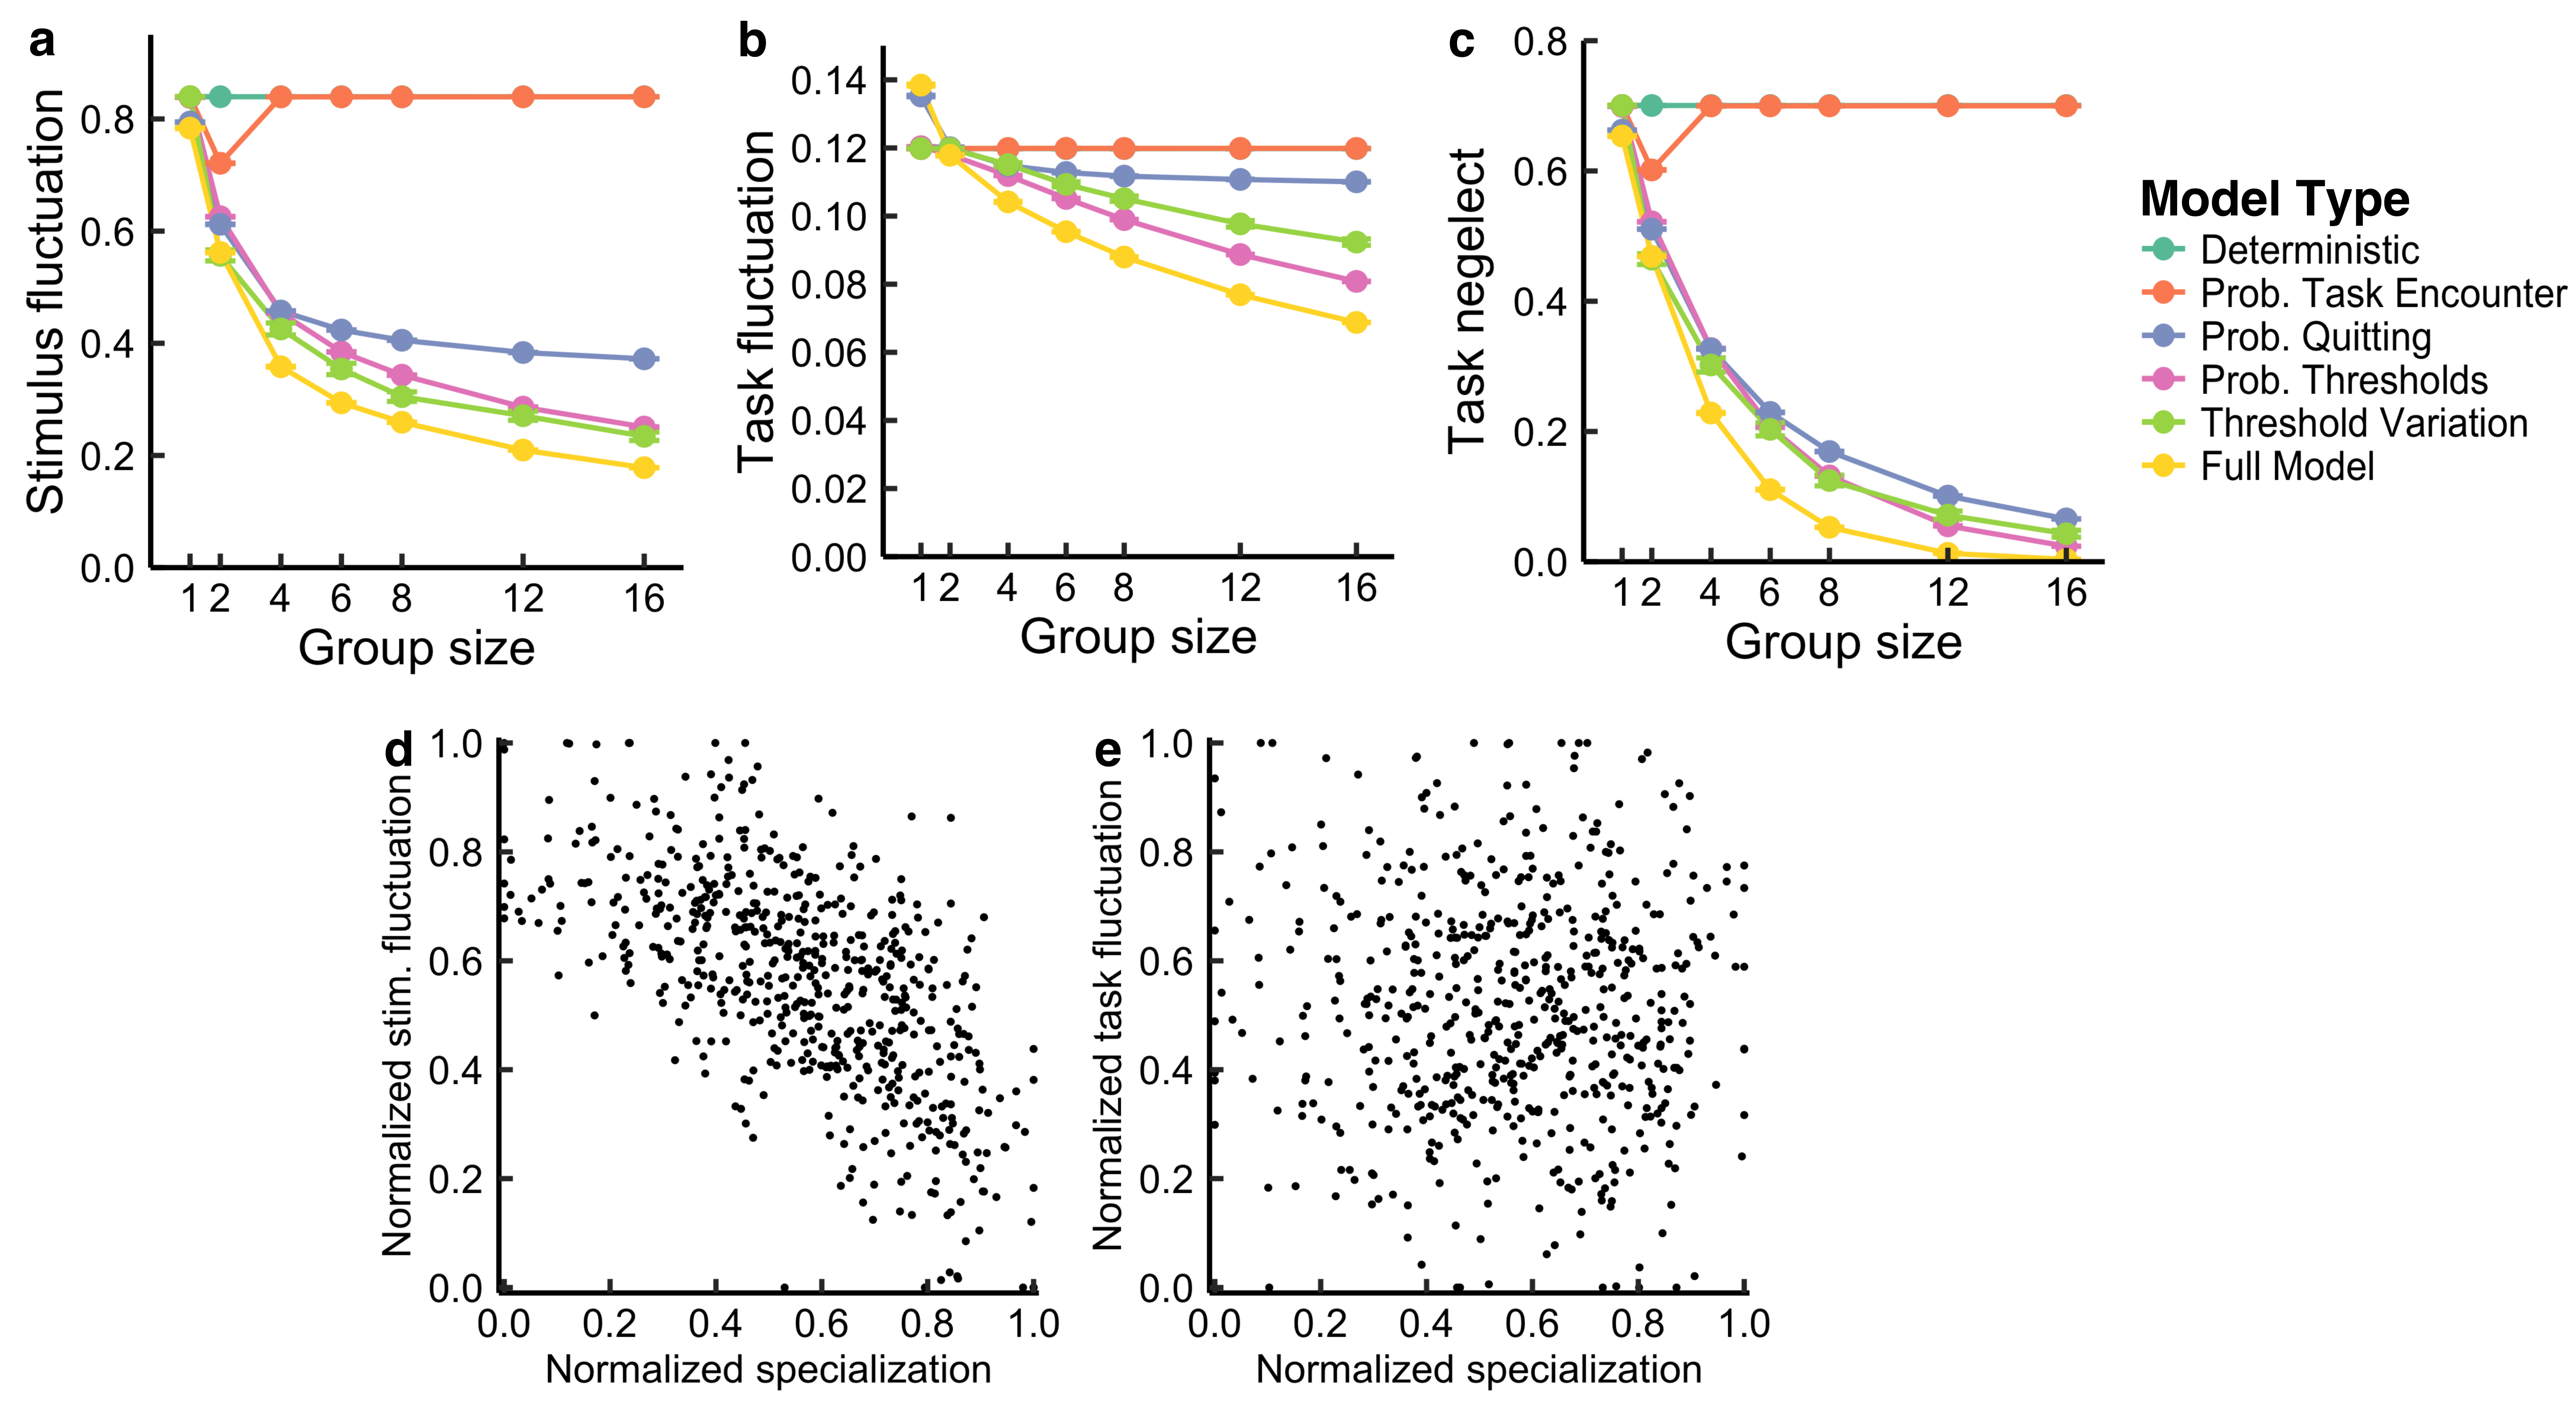 a
Stimulus fluctuation
0.8
0.6
0.4
0.2
0.0
1 2 4 6 8 12 16
Group size
b
Task fluctuation
0.14
0.12
0.10
0.08
0.06
0.04
0.02
0.00
1 2 4 6 8 12 16
Group size
c
Task negelect
0.8
0.6
0.4
0.2
0.0
1 2 4 6 8 12 16
Group size
Model Type
Deterministic
Prob. Task Encounter
Prob. Quitting
Prob. Thresholds
Threshold Variation
Full Model
d
Normalized stim. fluctuation
1.0
0.8
0.6
0.4
0.2
0.0
0.0 0.2 0.4 0.6 0.8 1.0
Normalized specialization
e
Normalized task fluctuation
1.0
0.8
0.6
0.4
0.2
0.0
0.0 0.2 0.4 0.6 0.8 1.0
Normalized specialization